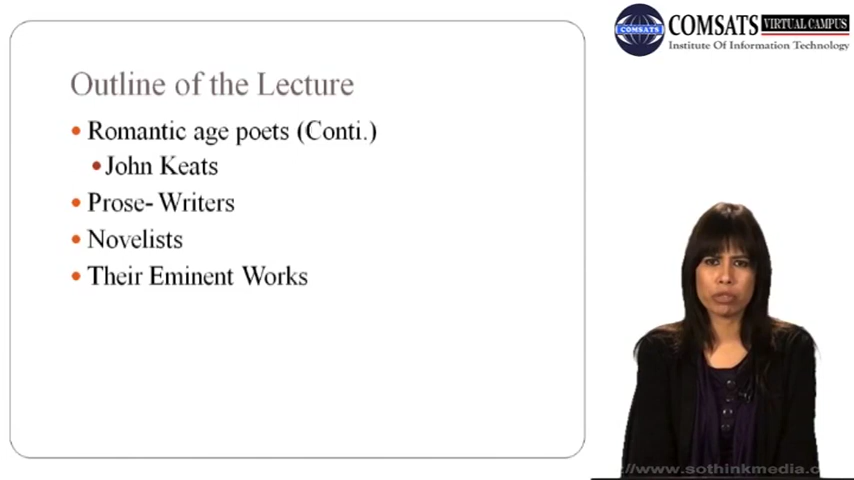 COMSATS VIRTUAL CAMPUS
COMSATS
Institute Of Information Technology
Outline of the Lecture
• Romantic age poets (Conti.)
• John Keats
• Prose- Writers
• Novelists
• Their Eminent Works
//www.sothinkmedia.c